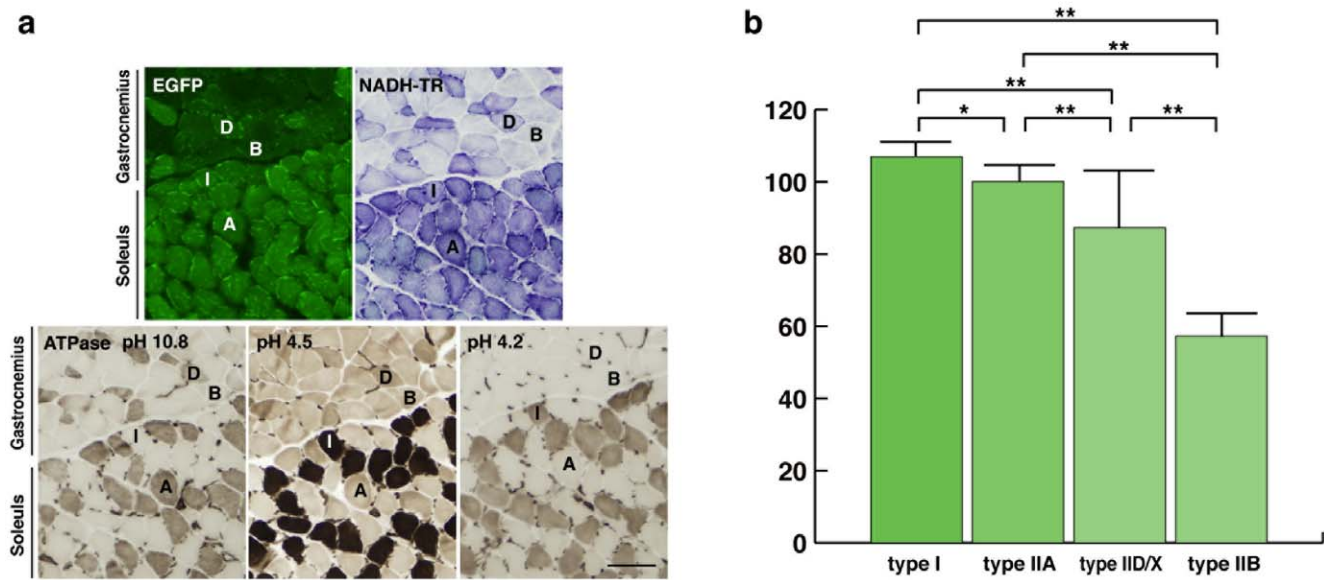 a
EGFP
NADH-TR
D
B
I
A
D
B
I
A
Gastrocnemius
Soleuls
ATPase pH 10.8
pH 4.5
pH 4.2
D
B
I
A
D
B
I
A
D
B
I
A
Gastrocnemius
Soleuls
b
**
**
**
* ** **
120
100
80
60
40
20
0
type I type IIA type IID/X type IIB